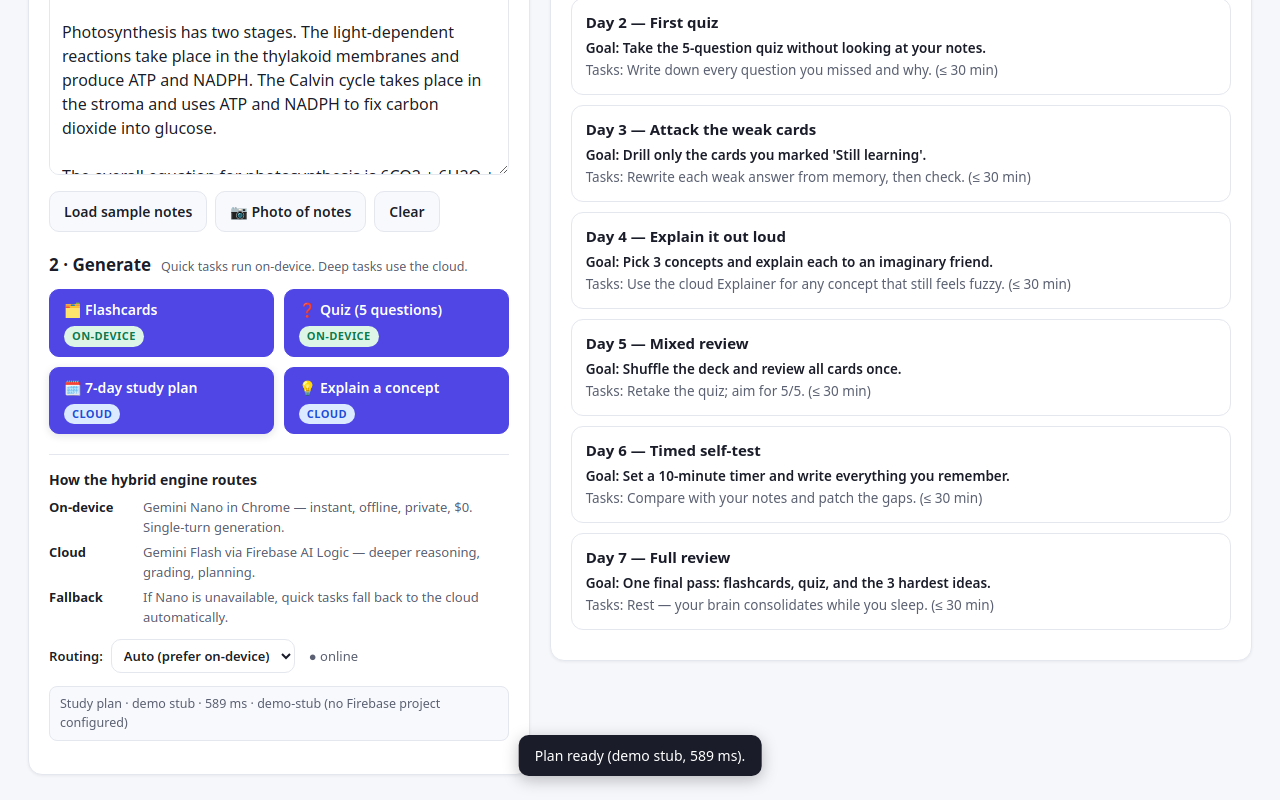 Photosynthesis has two stages. The light-dependent
reactions take place in the thylakoid membranes and
produce ATP and NADPH. The Calvin cycle takes place in
the stroma and uses ATP and NADPH to fix carbon
dioxide into glucose.
The overall equation for photosynthesis is 6CO2 + 6H2O +
Load sample notes
📷 Photo of notes
Clear
2 · Generate
Quick tasks run on-device. Deep tasks use the cloud.
🗂️ Flashcards
ON-DEVICE
❓ Quiz (5 questions)
ON-DEVICE
🗓️ 7-day study plan
CLOUD
💡 Explain a concept
CLOUD
How the hybrid engine routes
On-device
Gemini Nano in Chrome — instant, offline, private, $0.
Single-turn generation.
Cloud
Gemini Flash via Firebase AI Logic — deeper reasoning,
grading, planning.
Fallback
If Nano is unavailable, quick tasks fall back to the cloud
automatically.
Routing:
Auto (prefer on-device)
● online
Study plan · demo stub · 589 ms · demo-stub (no Firebase project
configured)
Day 2 — First quiz
Goal: Take the 5-question quiz without looking at your notes.
Tasks: Write down every question you missed and why. (≤ 30 min)
Day 3 — Attack the weak cards
Goal: Drill only the cards you marked 'Still learning'.
Tasks: Rewrite each weak answer from memory, then check. (≤ 30 min)
Day 4 — Explain it out loud
Goal: Pick 3 concepts and explain each to an imaginary friend.
Tasks: Use the cloud Explainer for any concept that still feels fuzzy. (≤ 30 min)
Day 5 — Mixed review
Goal: Shuffle the deck and review all cards once.
Tasks: Retake the quiz; aim for 5/5. (≤ 30 min)
Day 6 — Timed self-test
Goal: Set a 10-minute timer and write everything you remember.
Tasks: Compare with your notes and patch the gaps. (≤ 30 min)
Day 7 — Full review
Goal: One final pass: flashcards, quiz, and the 3 hardest ideas.
Tasks: Rest — your brain consolidates while you sleep. (≤ 30 min)
Plan ready (demo stub, 589 ms).